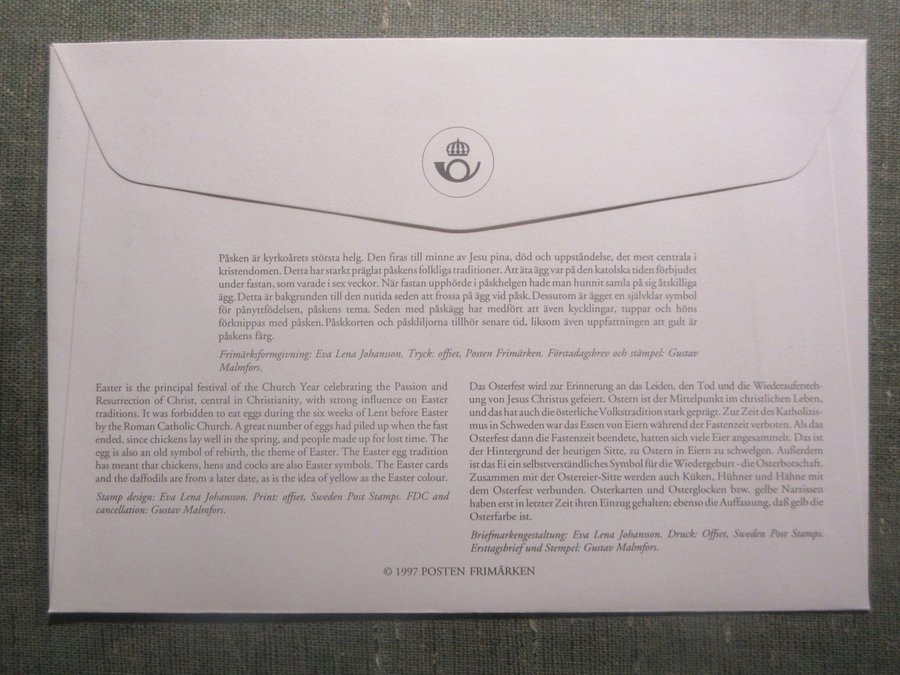 Påsken är kyrkoårets största helg. Den firas till minne av Jesu pina, död och uppståndelse, det mest centrala i
kristendomen. Detta har starkt präglat påskens folkliga traditioner. Att äta ägg var på den katolska tiden förbjudet
under fastan, som varade i sex veckor. När fastan upphörde i påskhelgen hade man hunnit samla på sig åtskilliga
ägg. Detta är bakgrunden till den nutida seden att frossa på ägg vid påsk. Dessutom är ägget en självklar symbol
för pånyttfödelsen, påskens tema. Seden med påskägg har medfört att även kycklingar, tuppar och höns
förknippas med påsken. Påskkorten och påskliljorna tillhör senare tid, liksom även uppfattningen att gult är
påskens färg.
Frimärksformgivning: Eva Lena Johansson. Tryck: offset, Posten Frimärken. Förstadagsbrev och stämpel: Gustav
Malmfors.
Easter is the principal festival of the Church Year celebrating the Passion and
Resurrection of Christ, central in Christianity, with strong influence on Easter
traditions. It was forbidden to eat eggs during the six weeks of Lent before Easter
by the Roman Catholic Church. A great number of eggs had piled up when the fast
ended, since chickens lay well in the spring, and people made up for lost time. The
egg is also an old symbol of rebirth, the theme of Easter. The Easter egg tradition
has meant that chickens, hens and cocks are also Easter symbols. The Easter cards
and the daffodils are from a later date, as is the idea of yellow as the Easter colour.
Stamp design: Eva Lena Johansson. Print: offset, Sweden Post Stamps. FDC and
cancellation: Gustav Malmfors.
Das Osterfest wird zur Erinnerung an das Leiden, den Tod und die Wiederaufersteh-
ung von Jesus Christus gefeiert. Ostern ist der Mittelpunkt im christlichen Leben,
und das hat auch die österliche Volkstradition stark geprägt. Zur Zeit des Katholizis-
mus in Schweden war das Essen von Eiern während der Fastenzeit verboten. Als das
Osterfest dann die Fastenzeit beendete, hatten sich viele Eier angesammelt. Das ist
der Hintergrund der heutigen Sitte, zu Ostern in Eiern zu schwelgen. Außerdem
ist das Ei ein selbstverständliches Symbol für die Wiedergeburt – die Osterbotschaft.
Zusammen mit der Ostereier-Sitte werden auch Küken, Hühner und Hähne mit
dem Osterfest verbunden. Osterkarten und Osterglocken bzw. gelbe Narzissen
haben erst in letzter Zeit ihren Einzug gehalten; ebenso die Auffassung, daß gelb die
Osterfarbe ist.
Briefmarkengestaltung: Eva Lena Johansson. Druck: Offset, Sweden Post Stamps.
Ersttagsbrief und Stempel: Gustav Malmfors.
© 1997 POSTEN FRIMÄRKEN